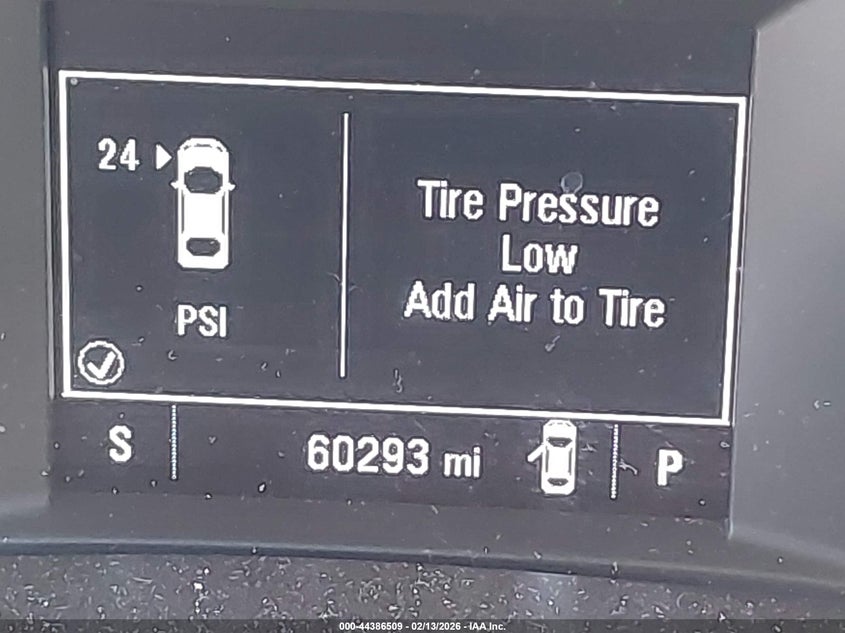 24
Tire Pressure
Low
Add Air to Tire
PSI
S
60293 mi
P
000-44386509 - 02/13/2026 - IAA Inc.